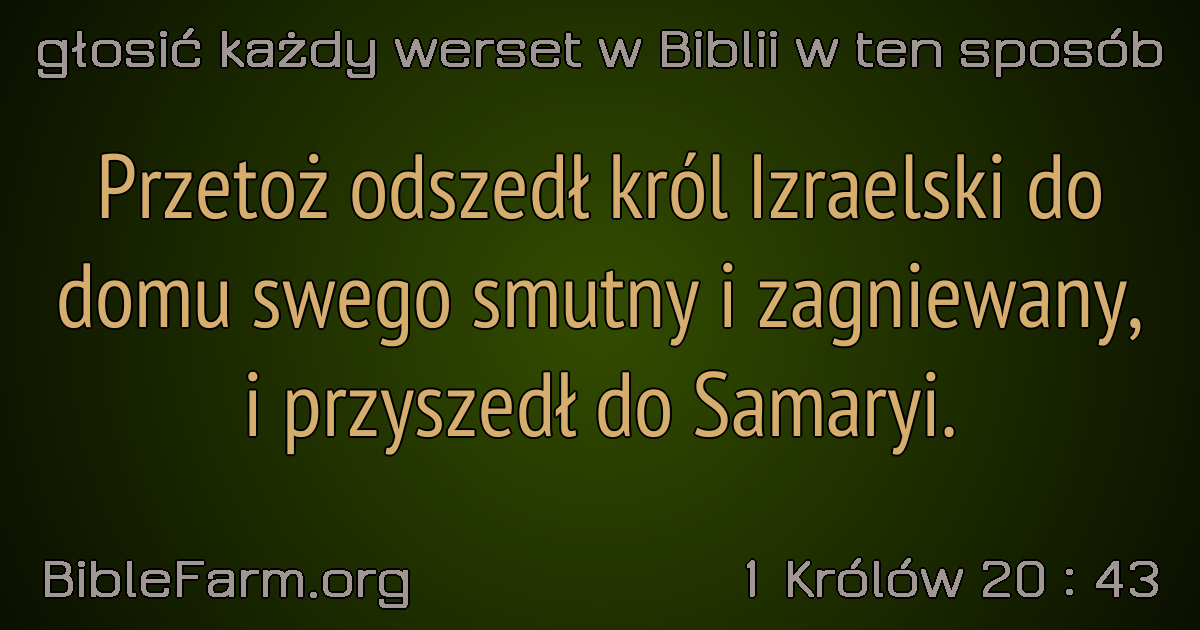 głosić każdy werset w Biblii w ten sposób
Przetoż odszedł król Izraelski do
domu swego smutny i zagniewany,
i przyszedł do Samaryi.
BibleFarm.org
1 Królów 20 : 43